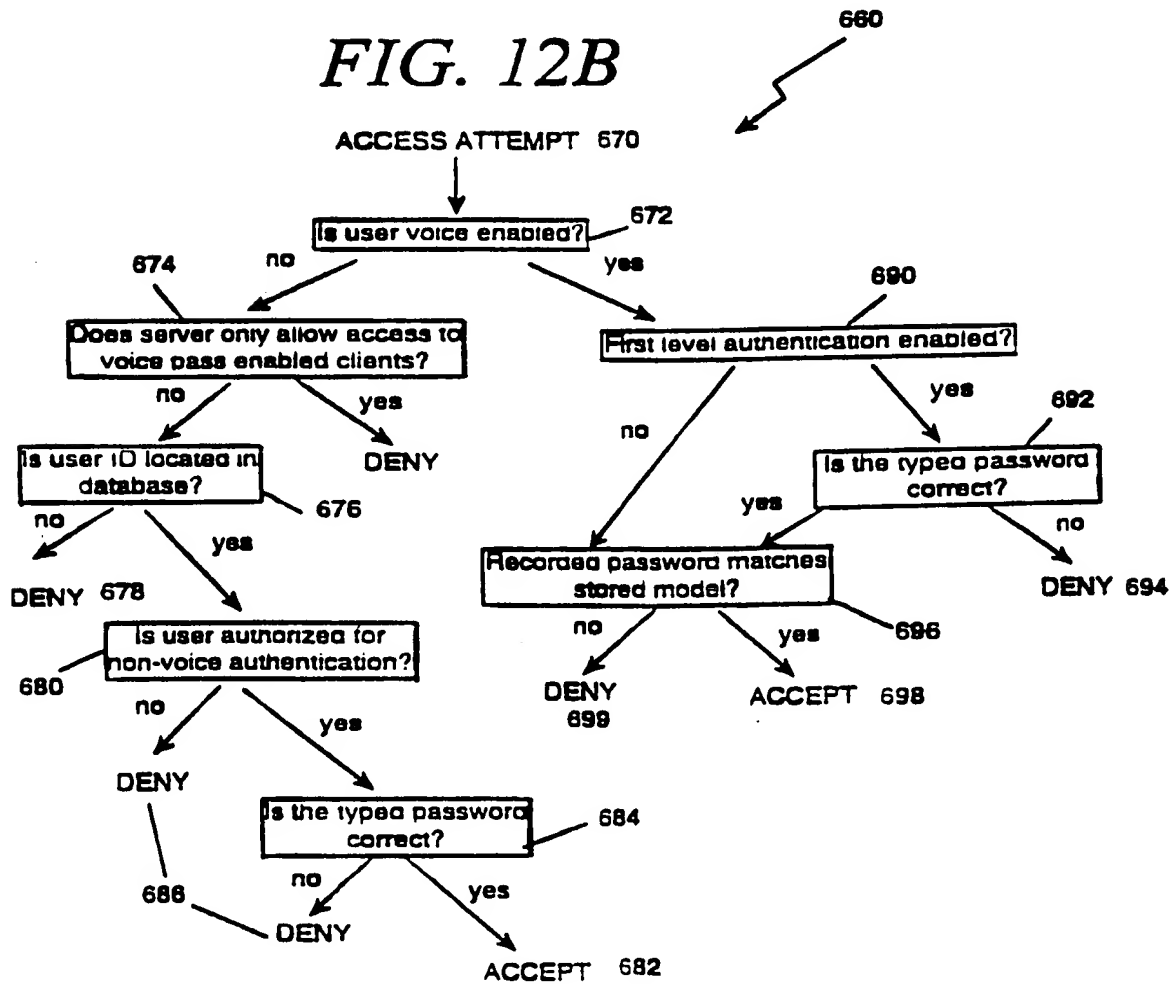 660
FIG. 12B
ACCESS ATTEMPT 670
Is user voice enabled?
672
no
yes
674
690
Does server only allow access to
voice pass enabled clients?
First level authentication enabled?
no
yes
no
yes
692
DENY
Is user ID located in
database?
676
Is the typed password
correct?
no
yes
yes
no
DENY 678
Recorded password matches
stored model?
DENY 694
696
Is user authorized for
non-voice authentication?
680
no
yes
DENY
699
ACCEPT 698
no
yes
DENY
Is the typed password
correct?
684
no
yes
686
DENY
ACCEPT 682